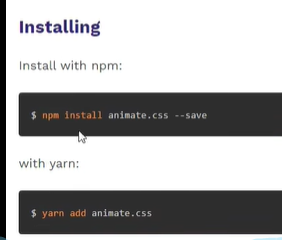 Installing
Install with npm:
$ npm install animate.css --save
with yarn:
$ yarn add animate.css